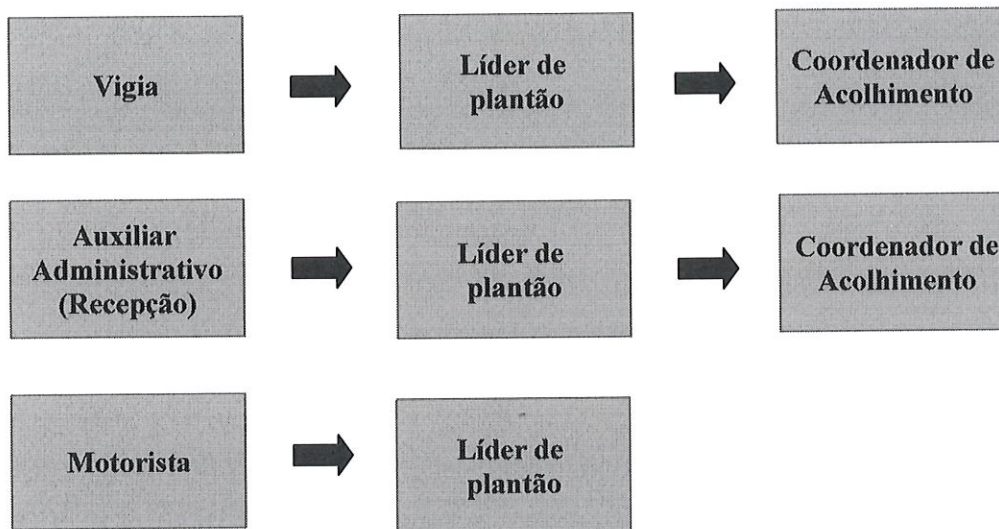 Vigia
Líder de
plantão
Coordenador de
Acolhimento
Auxiliar
Administrativo
(Recepção)
Líder de
plantão
Coordenador de
Acolhimento
Motorista
Líder de
plantão